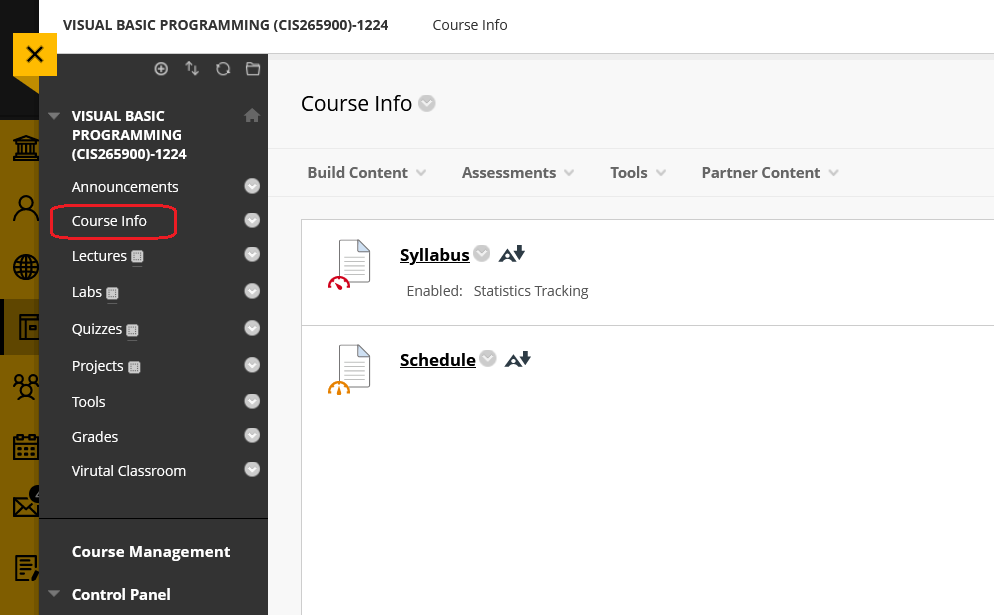 VISUAL BASIC PROGRAMMING (CIS265900)-1224 Course Info
VISUAL BASIC
PROGRAMMING
(CIS265900)-1224
Announcements
Course Info
Lectures
Labs
Quizzes
Projects
Tools
Grades
Virutal Classroom
Course Management
Control Panel
Course Info
Build Content Assessments Tools Partner Content
Syllabus
Enabled: Statistics Tracking
Schedule